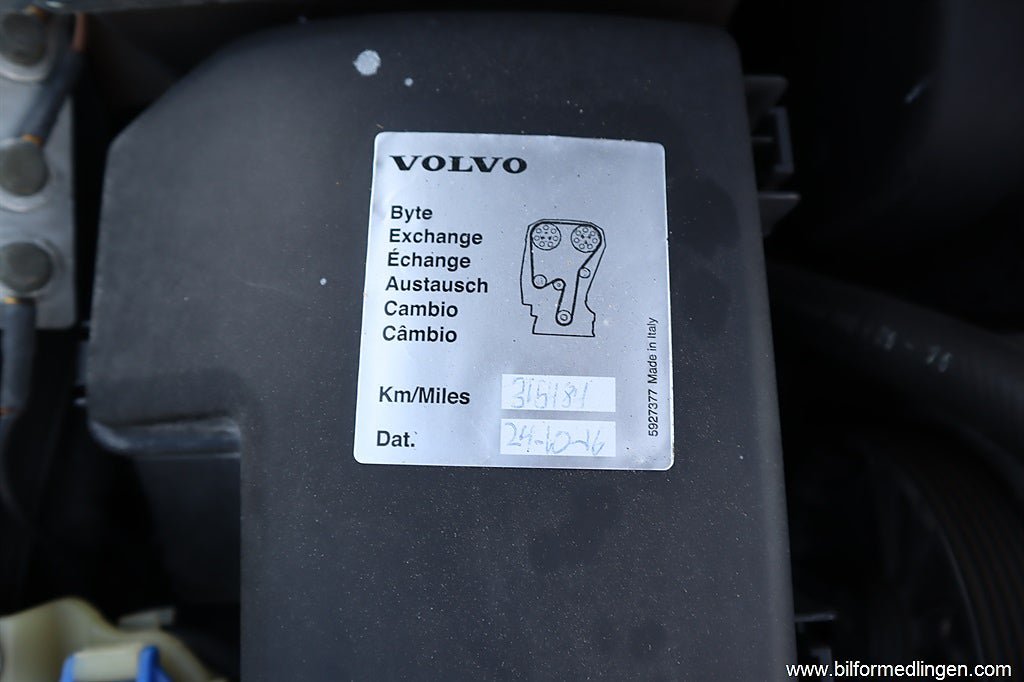 VOLVO
Byte
Exchange
Échange
Austausch
Cambio
Câmbio
Km/Miles
Dat. 24-10-16
5927377 Made in Italy
www.bilformedlingen.com